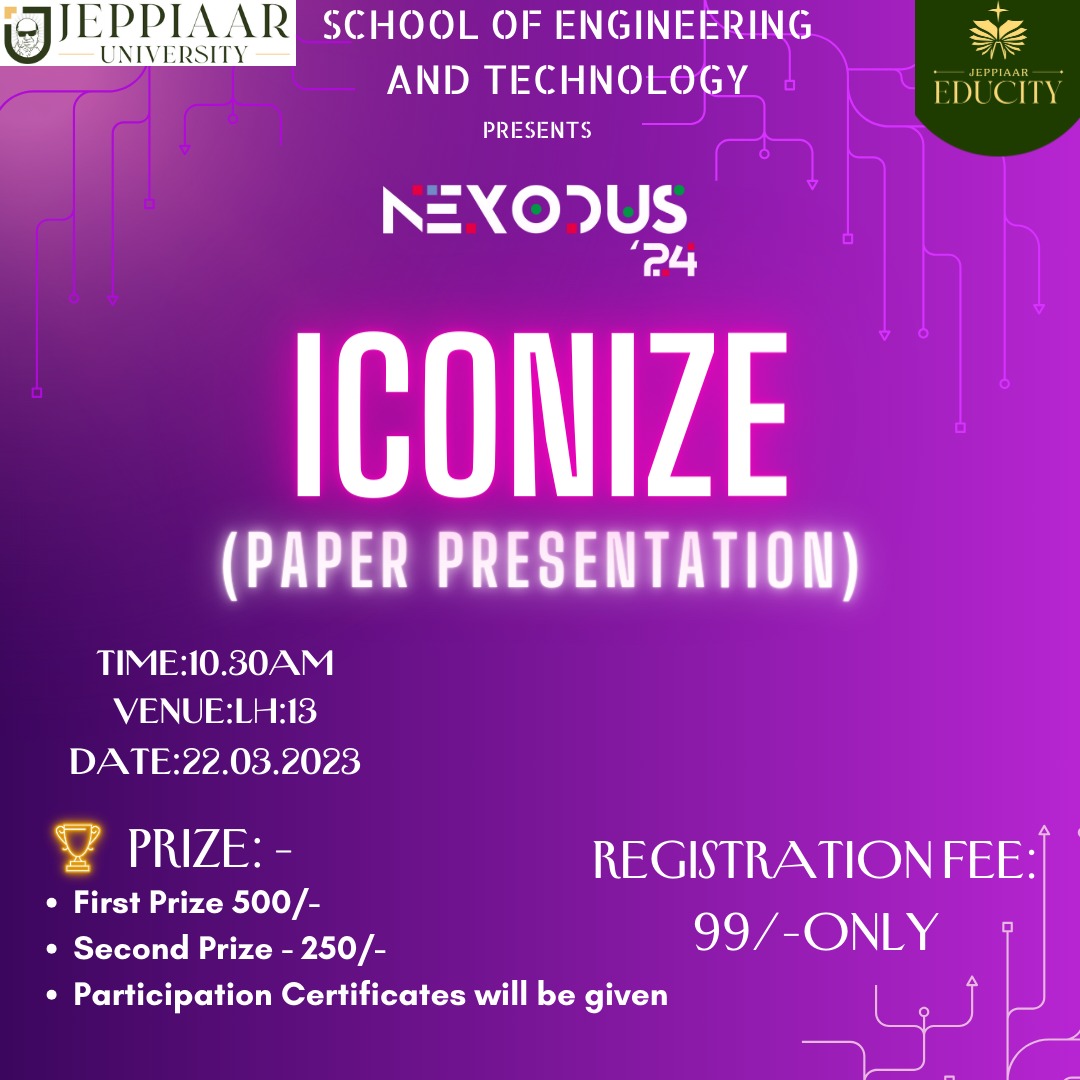 JEPPIAAR
UNIVERSITY
SCHOOL OF ENGINEERING
AND TECHNOLOGY
PRESENTS
JEPPIAAR
EDUCITY
NEXODUS
‘24
ICONIZE
(PAPER PRESENTATION)
TIME:10.30AM
VENUE:LH:13
DATE:22.03.2023
PRIZE: -
• First Prize 500/-
• Second Prize - 250/-
• Participation Certificates will be given
REGISTRATION FEE:
99/-ONLY